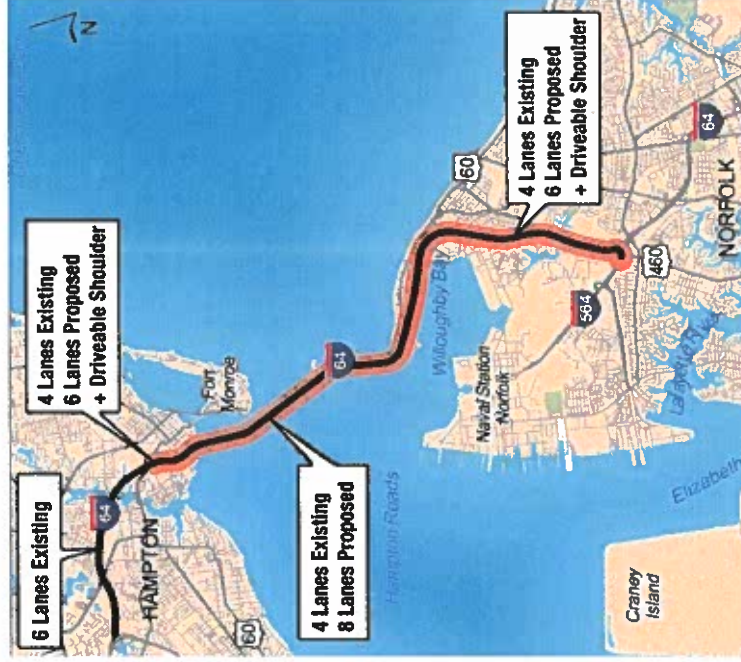 N
6 Lanes Existing
4 Lanes Existing
6 Lanes Proposed
+ Driveable Shoulder
64
HAMPTON
60
Fort
Monroe
4 Lanes Existing
8 Lanes Proposed
64
Hampton Roads
Willoughby Bay
60
4 Lanes Existing
6 Lanes Proposed
+ Driveable Shoulder
Naval Station
Norfolk
564
460
64
NORFOLK
Lafayette River
Elizabeth
Craney
Island